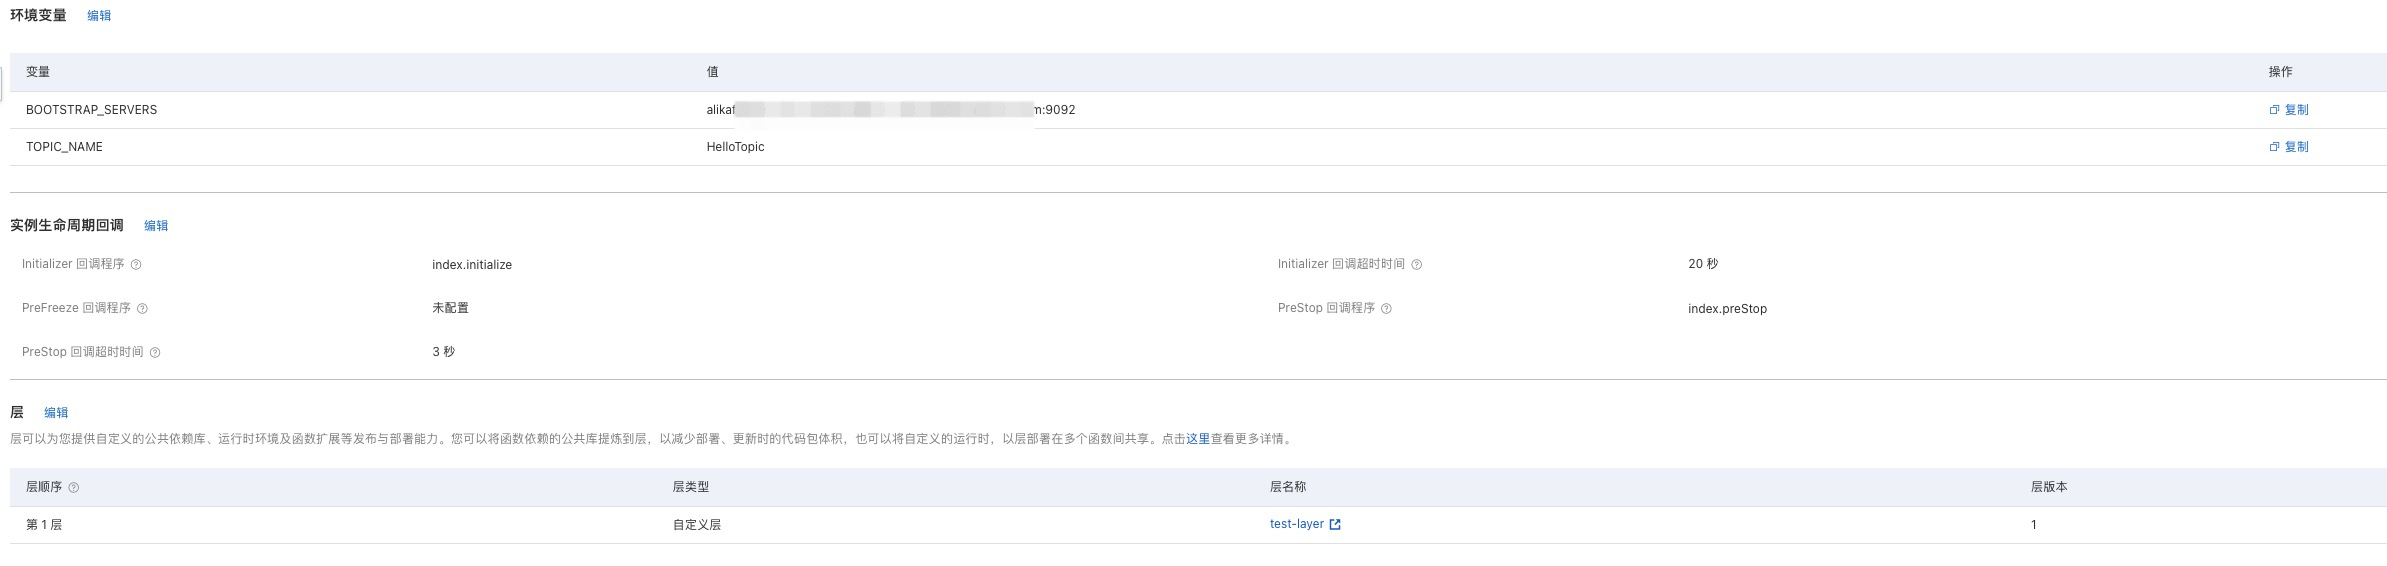 环境变量 编辑
变量 值 操作
BOOTSTRAP_SERVERS :9092 复制
TOPIC_NAME HelloTopic 复制
实例生命周期回调 编辑
Initializer 回调程序 index.initialize Initializer 回调超时时间 20 秒
PreFreeze 回调程序 未配置 PreStop 回调程序 index.preStop
PreStop 回调超时时间 3 秒
层 编辑
层可以为您提供自定义的公共依赖库、运行时环境及函数扩展等发布与部署能力。您可以将函数依赖的公共库提炼到层，以减少部署、更新时的代码包体积，也可以将自定义的运行时，以层部署在多个函数间共享。点击这里查看更多详情。
层顺序 层类型 层名称 层版本
第 1 层 自定义层 test-layer 1